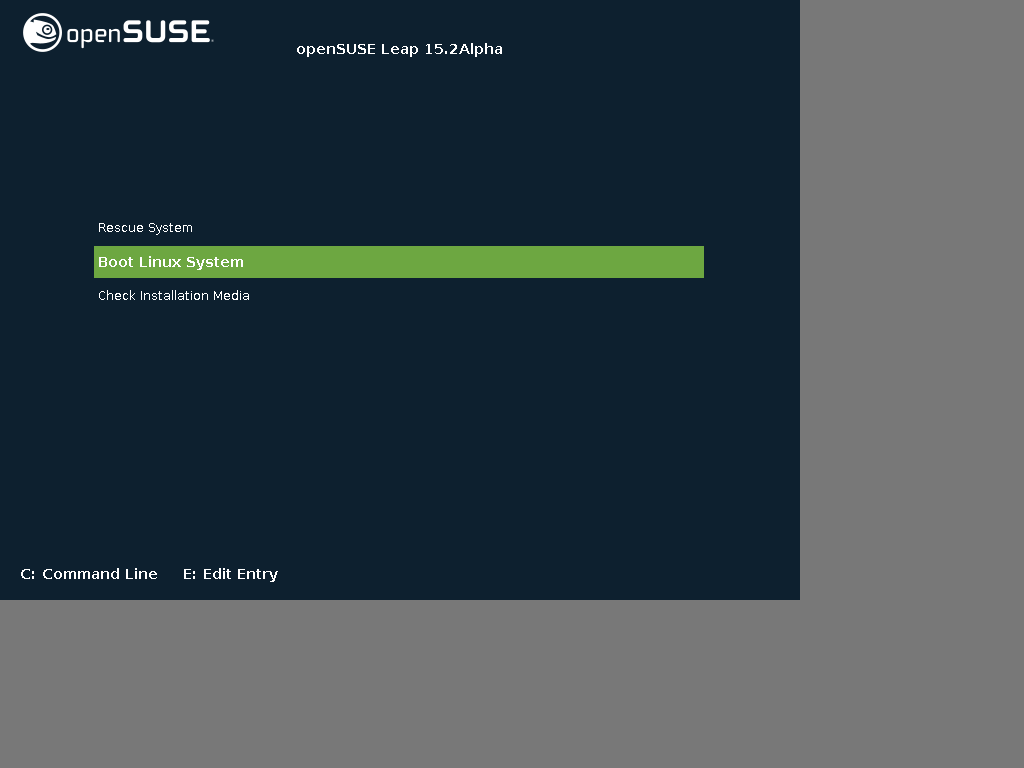 openSUSE.
openSUSE Leap 15.2Alpha
Rescue System
Boot Linux System
Check Installation Media
C: Command Line E: Edit Entry